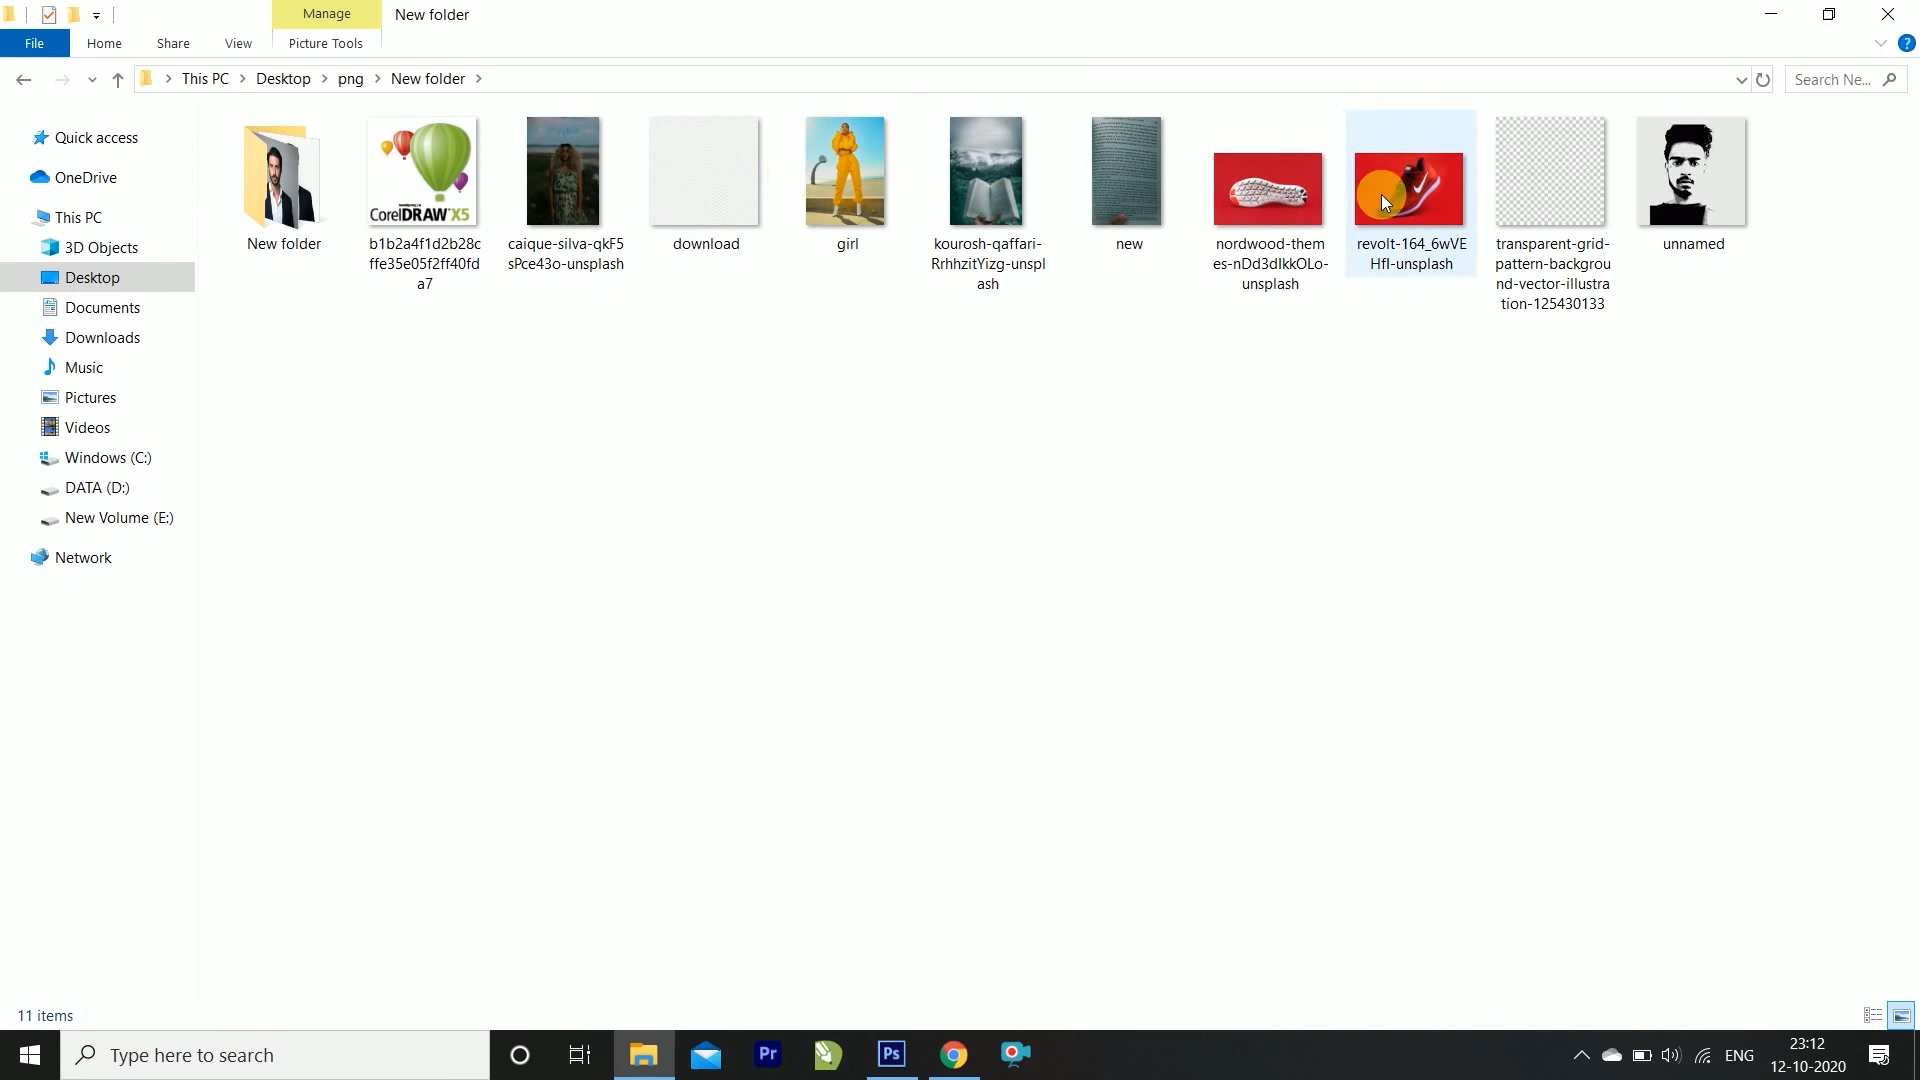 Manage
New folder
File
Home
Share
View
Picture Tools
This PC
Desktop
png
New folder
Search Ne...
Quick access
OneDrive
This PC
3D Objects
Desktop
Documents
Downloads
Music
Pictures
Videos
Windows (C:)
DATA (D:)
New Volume (E:)
Network
CorelDRAW X5
New folder
b1b2a4f1d2b28c
ffe35e05f2ff40fd
a7
caique-silva-qkF5
sPce43o-unsplash
download
girl
kourosh-qaffari-
RrhhzitYizg-unspl
ash
new
nordwood-them
es-nDd3dIkkOLo-
unsplash
revolt-164_6wVE
HfI-unsplash
transparent-grid-
pattern-backgrou
nd-vector-illustra
tion-125430133
unnamed
11 items
Type here to search
Pr
Ps
ENG
23:12
12-10-2020